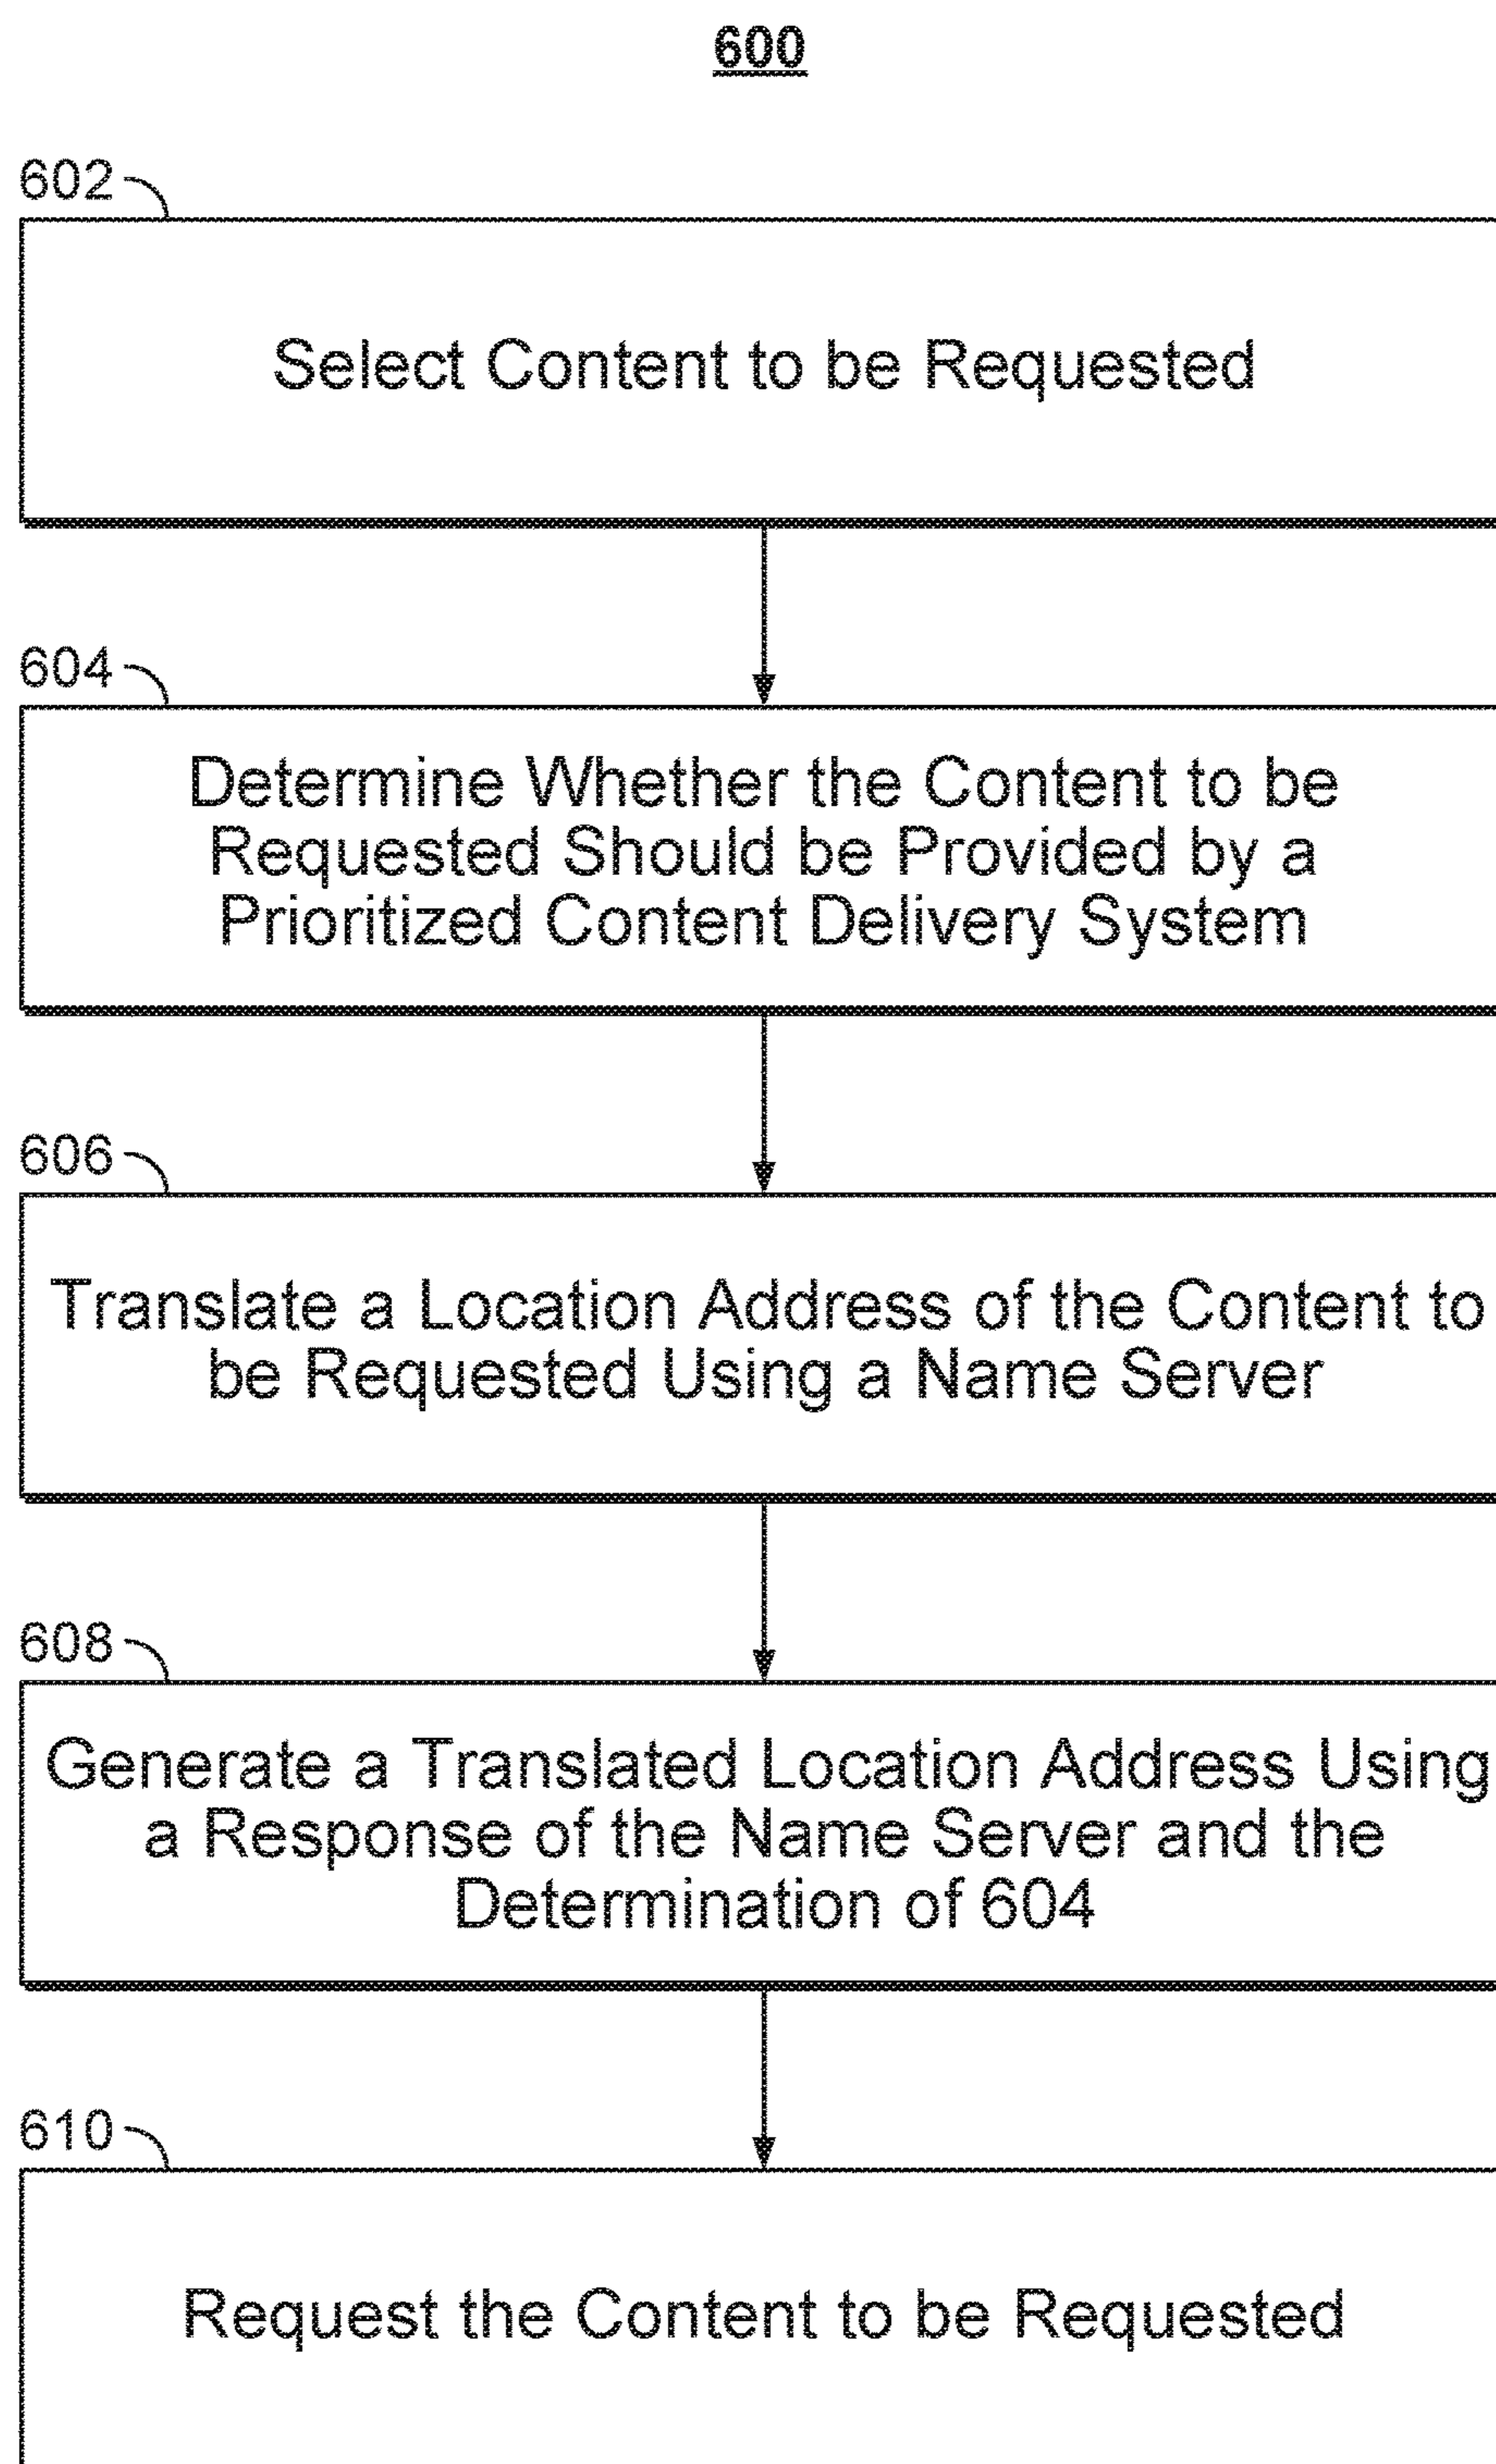 600
602
Select Content to be Requested
604
Determine Whether the Content to be
Requested Should be Provided by a
Prioritized Content Delivery System
606
Translate a Location Address of the Content to
be Requested Using a Name Server
608
Generate a Translated Location Address Using
a Response of the Name Server and the
Determination of 604
610
Request the Content to be Requested